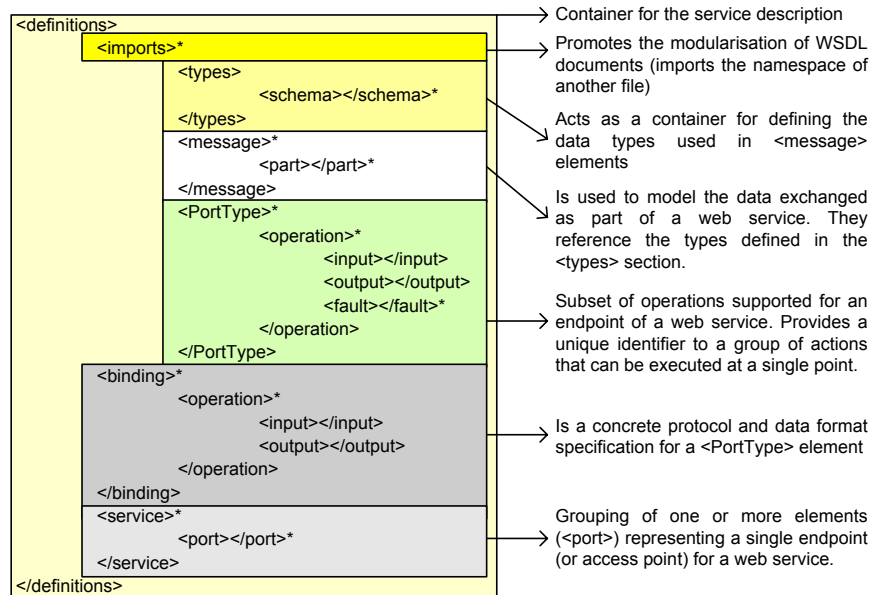 <definitions>
<imports>*
<types>
<schema></schema>*
</types>
<message>*
<part></part>*
</message>
<PortType>*
<operation>*
<input></input>
<output></output>
<fault></fault>*
</operation>
</PortType>
<binding>*
<operation>*
<input></input>
<output></output>
</operation>
</binding>
<service>*
<port></port>*
</service>
</definitions>
Container for the service description
Promotes the modularisation of WSDL
documents (imports the namespace of
another file)
Acts as a container for defining the
data types used in <message>
elements
Is used to model the data exchanged
as part of a web service. They
reference the types defined in the
<types> section.
Subset of operations supported for an
endpoint of a web service. Provides a
unique identifier to a group of actions
that can be executed at a single point.
Is a concrete protocol and data format
specification for a <PortType> element
Grouping of one or more elements
(<port>) representing a single endpoint
(or access point) for a web service.